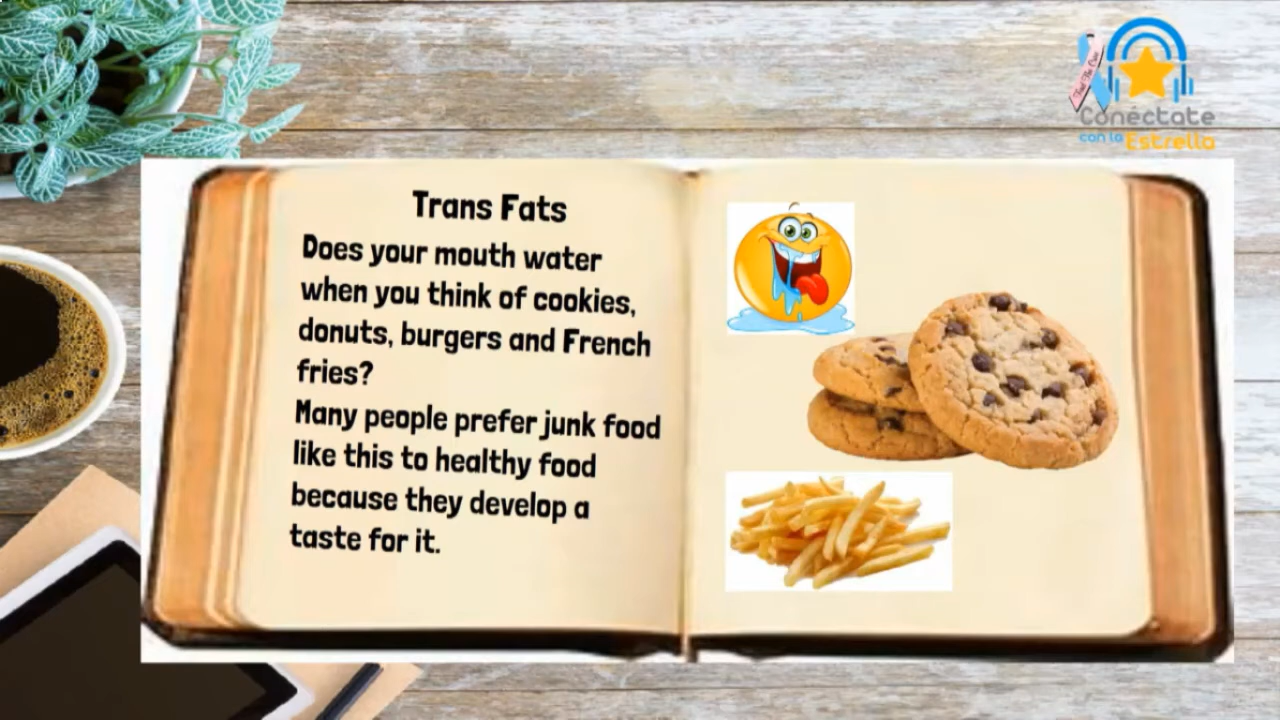 Conéctate
con la Estrella
Trans Fats
Does your mouth water
when you think of cookies,
donuts, burgers and French
fries?
Many people prefer junk food
like this to healthy food
because they develop a
taste for it.